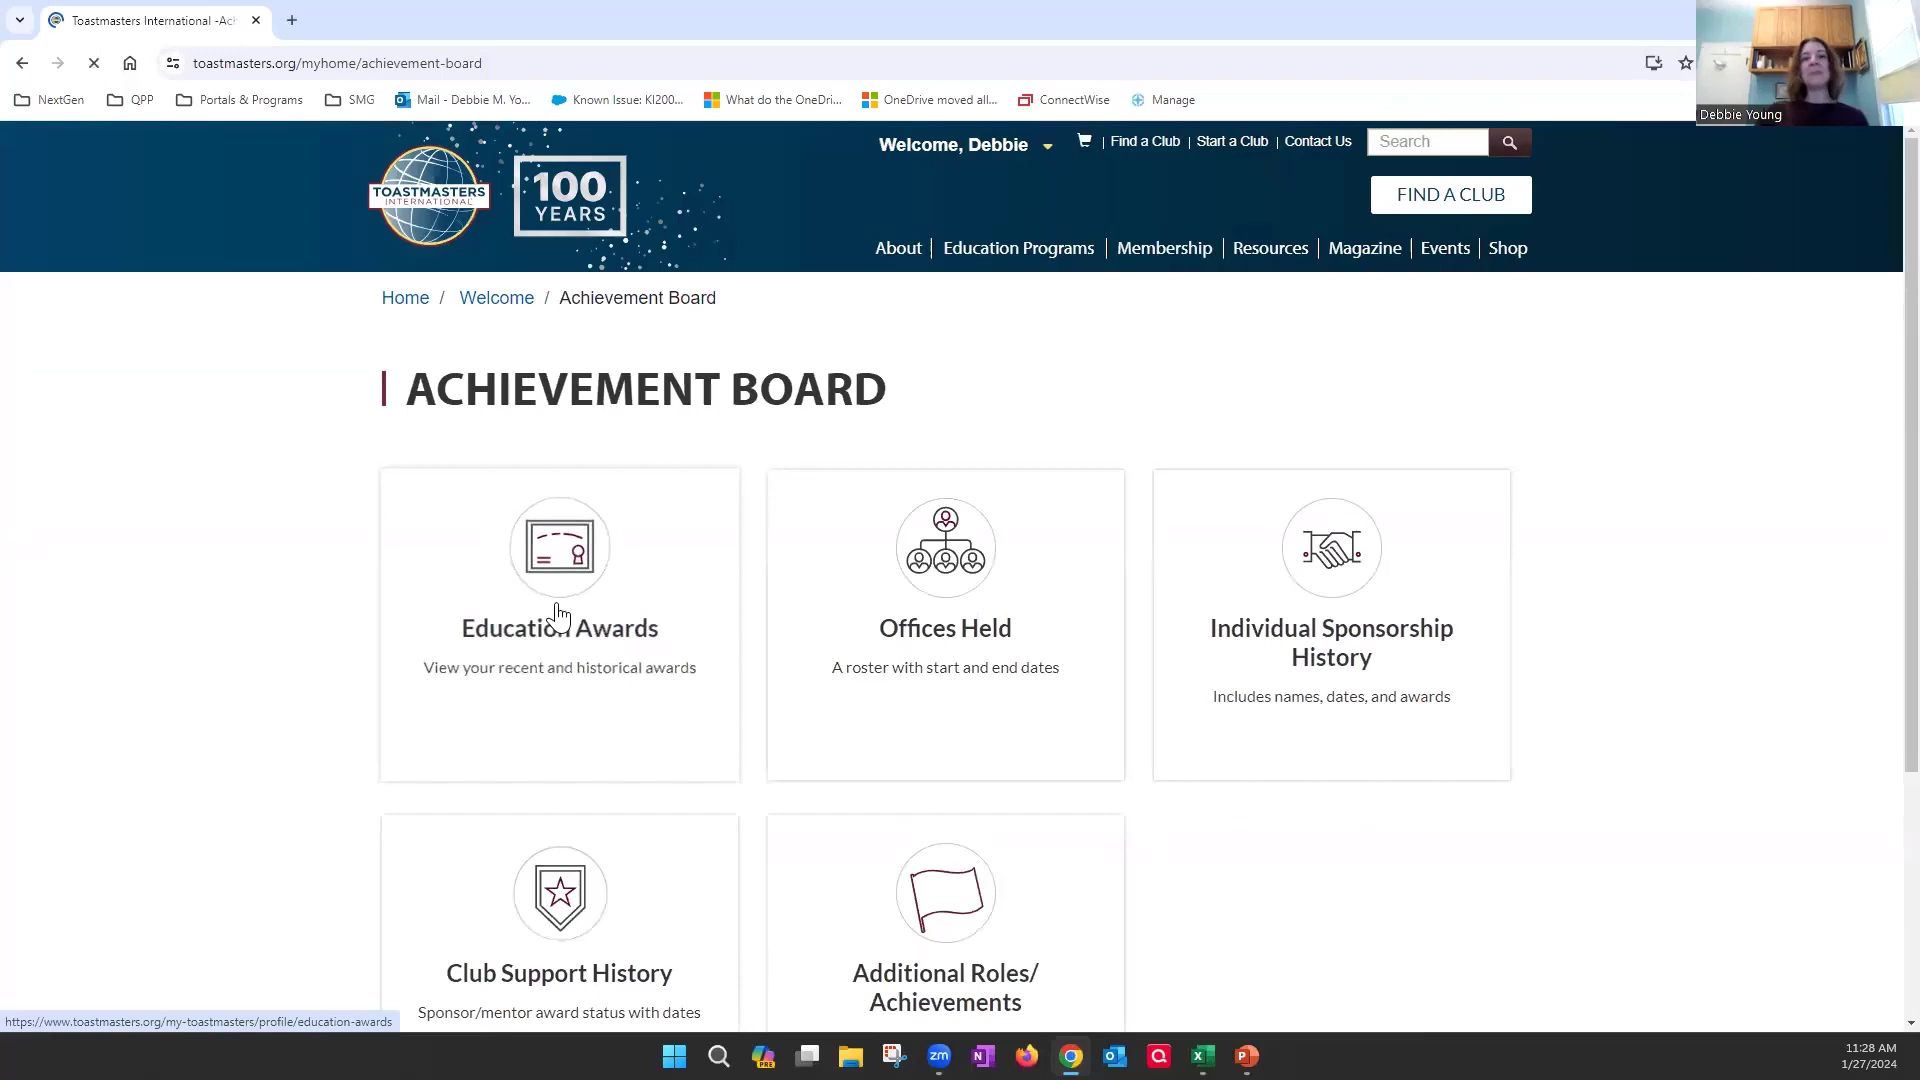 Toastmasters International -Ac
toastmasters.org/myhome/achievement-board
NextGen
QPP
Portals & Programs
SMG
Mail - Debbie M. Yo...
Known Issue: KI200...
What do the OneDri...
OneDrive moved all...
ConnectWise
Manage
Debbie Young
TOASTMASTERS
INTERNATIONAL
100
YEARS
Welcome, Debbie
| Find a Club | Start a Club | Contact Us
Search
FIND A CLUB
About | Education Programs | Membership | Resources | Magazine | Events | Shop
Home / Welcome / Achievement Board
ACHIEVEMENT BOARD
Education Awards
View your recent and historical awards
Offices Held
A roster with start and end dates
Individual Sponsorship
History
Includes names, dates, and awards
Club Support History
Sponsor/mentor award status with dates
Additional Roles/
Achievements
https://www.toastmasters.org/my-toastmasters/profile/education-awards
PRE
zm
N
Q
X
P
11:28 AM
1/27/2024